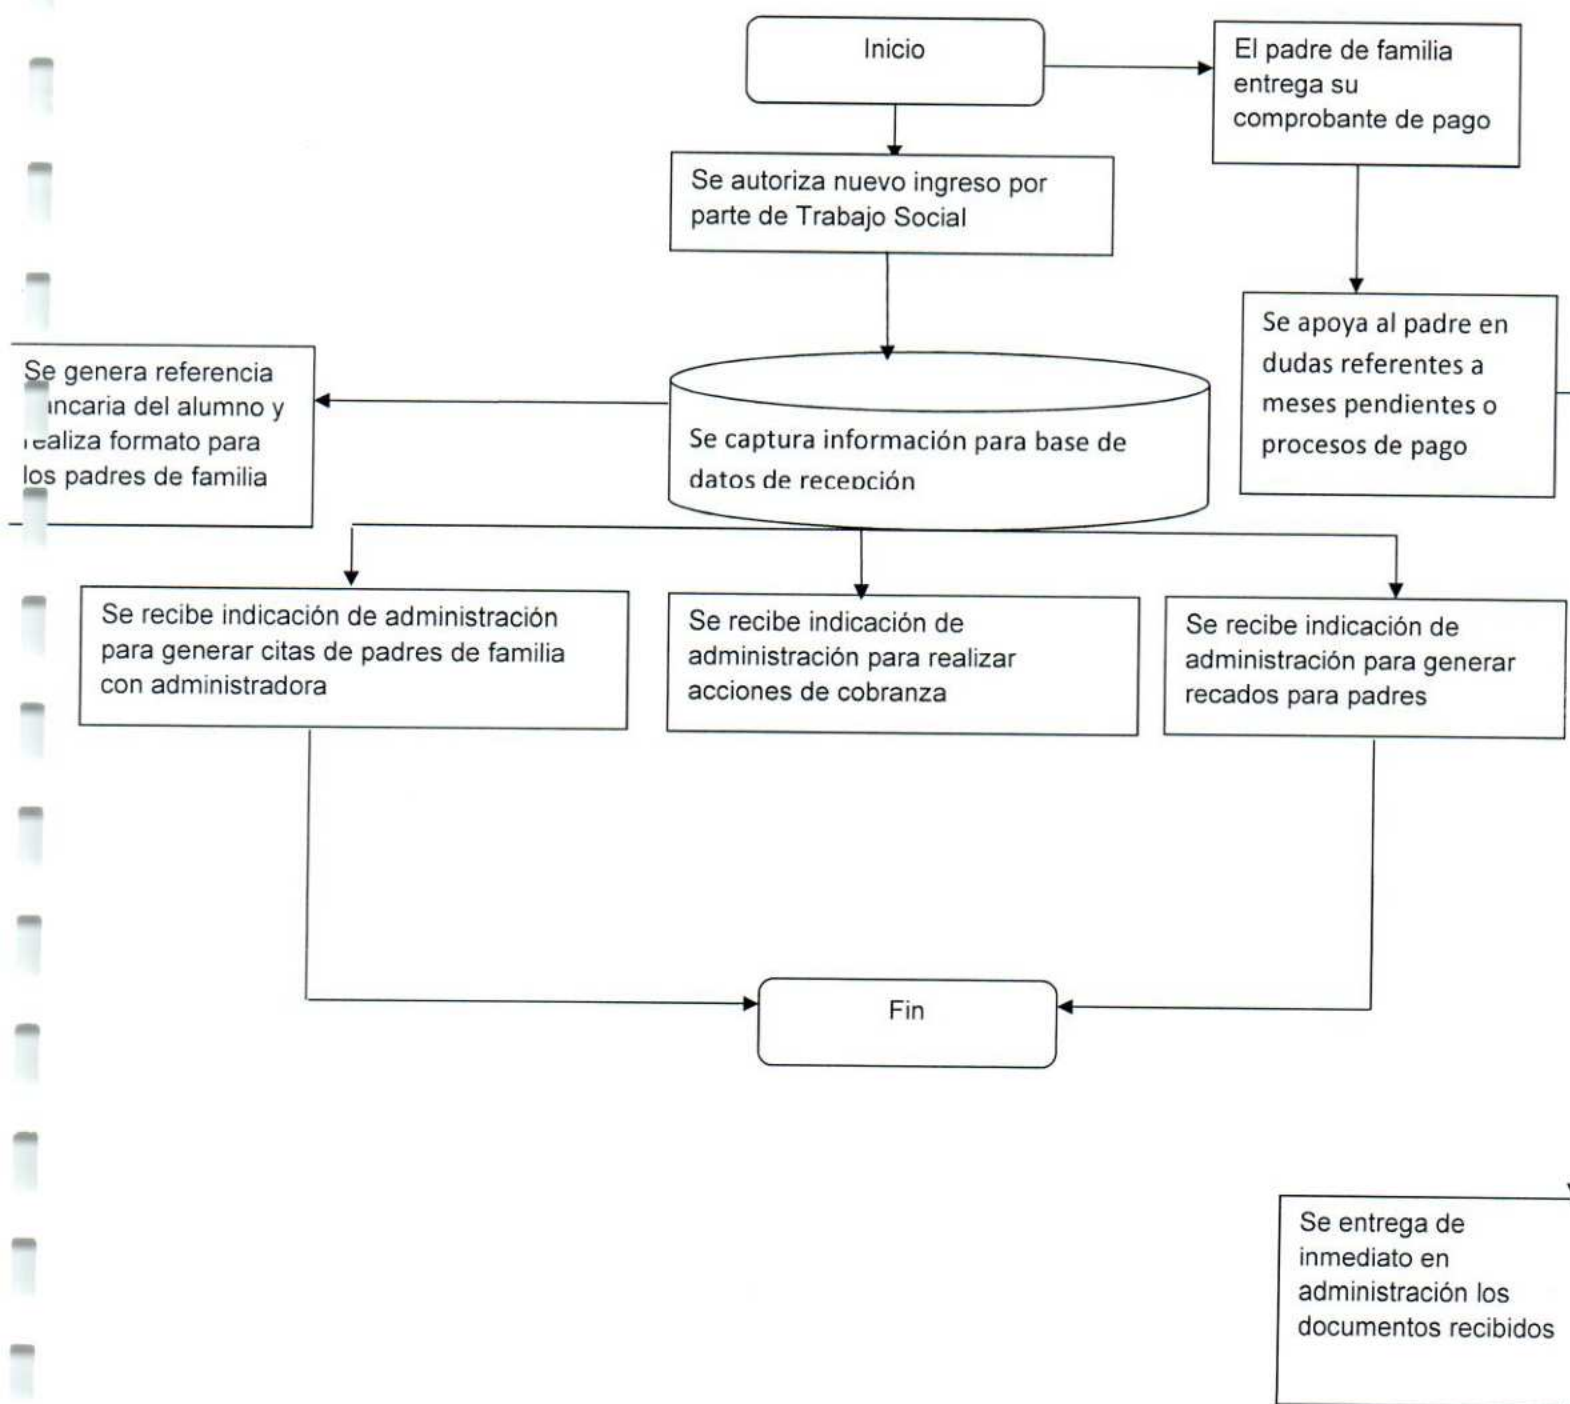 Inicio
El padre de familia
entrega su
comprobante de pago
Se autoriza nuevo ingreso por
parte de Trabajo Social
Se apoya al padre en
dudas referentes a
meses pendientes o
procesos de pago
Se genera referencia
del alumno y
realiza formato para
los padres de familia
Se captura información para base de
datos de recepción
Se recibe indicación de administración
para generar citas de padres de familia
con administradora
Se recibe indicación de
administración para realizar
acciones de cobranza
Se recibe indicación de
administración para generar
recados para padres
Fin
Se entrega de
inmediato en
administración los
documentos recibidos